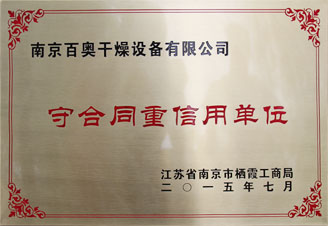 南京百奥干燥设备有限公司
守合同重信用单位
江苏省南京市栖霞工商局
二〇一五年七月